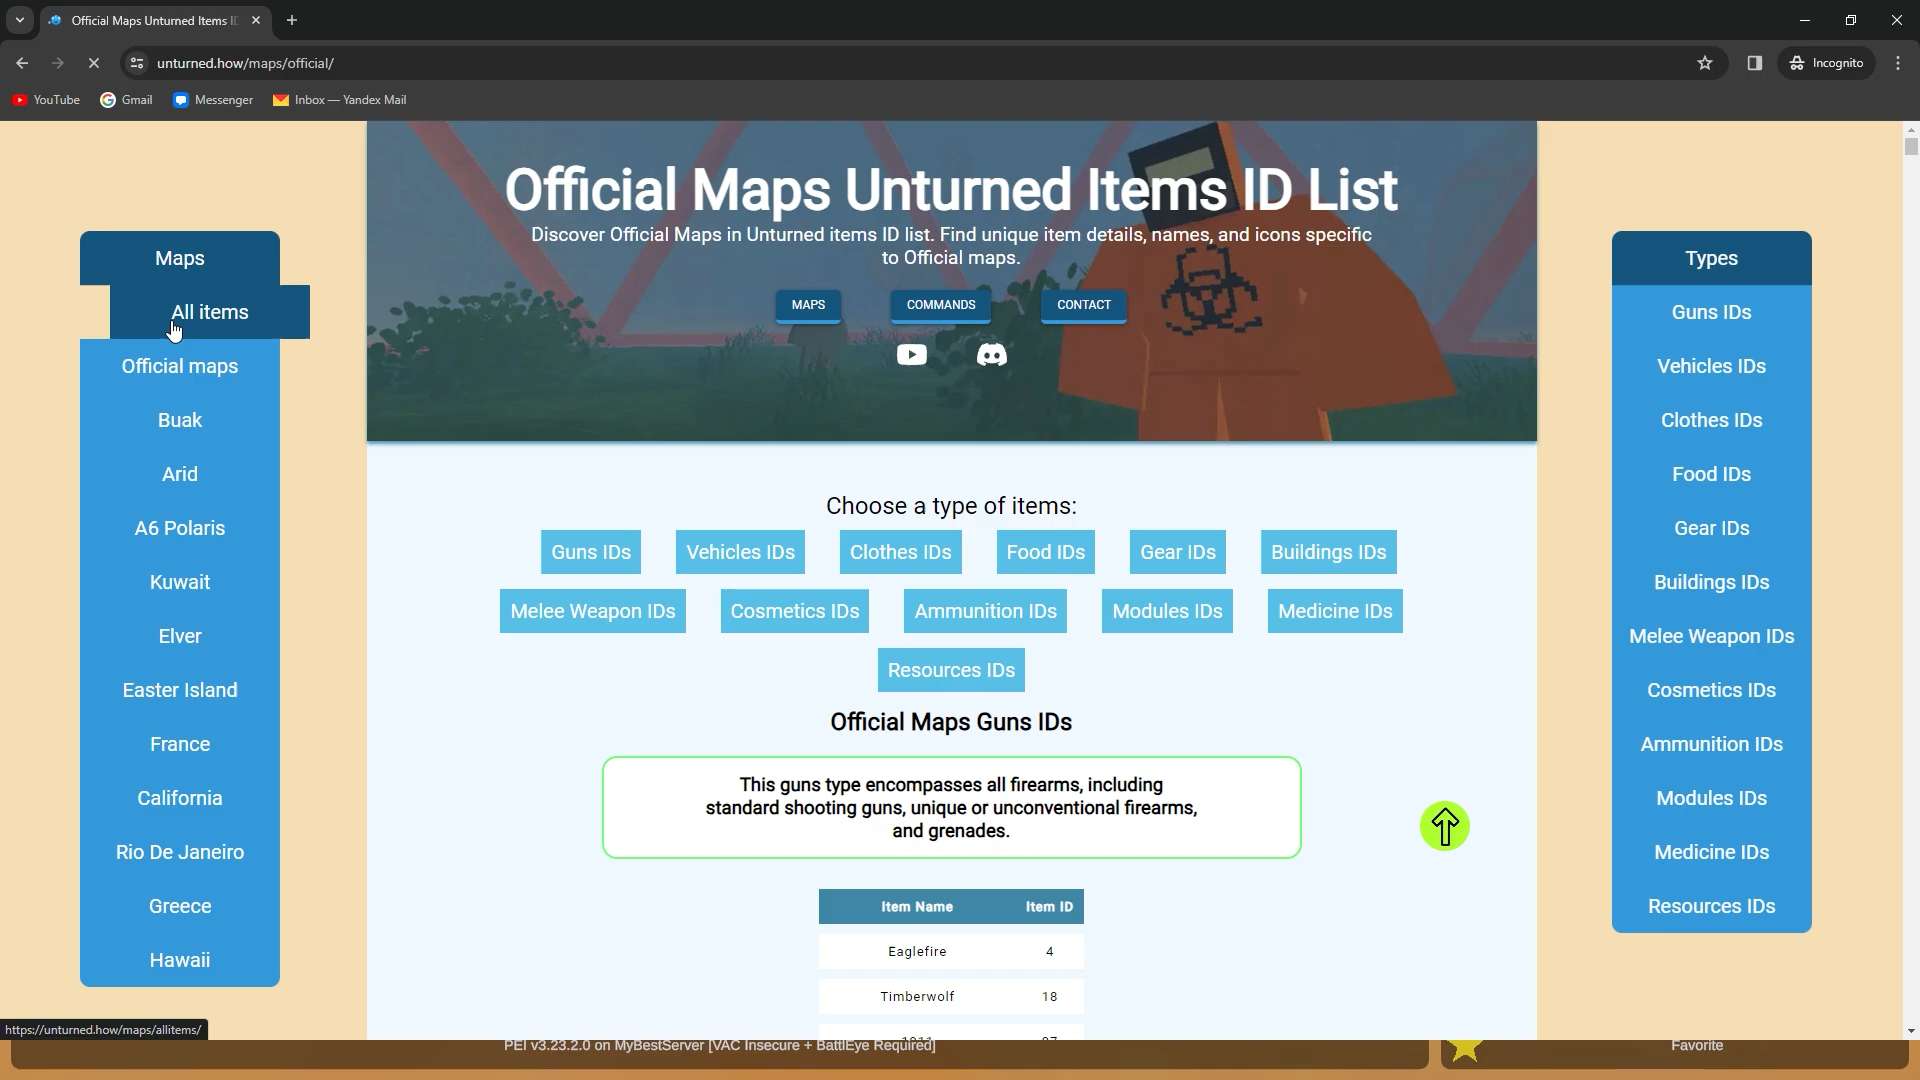 Official Maps Unturned Items I
unturned.how/maps/official/
Incognito
YouTube
Gmail
Messenger
Inbox — Yandex Mail
Official Maps Unturned Items ID List
Discover Official Maps in Unturned items ID list. Find unique item details, names, and icons specific
to Official maps.
MAPS
COMMANDS
CONTACT
Maps
All items
Official maps
Buak
Arid
A6 Polaris
Kuwait
Elver
Easter Island
France
California
Rio De Janeiro
Greece
Hawaii
Choose a type of items:
Guns IDs
Vehicles IDs
Clothes IDs
Food IDs
Gear IDs
Buildings IDs
Melee Weapon IDs
Cosmetics IDs
Ammunition IDs
Modules IDs
Medicine IDs
Resources IDs
Official Maps Guns IDs
This guns type encompasses all firearms, including
standard shooting guns, unique or unconventional firearms,
and grenades.
Item Name Item ID
Eaglefire 4
Timberwolf 18
Types
Guns IDs
Vehicles IDs
Clothes IDs
Food IDs
Gear IDs
Buildings IDs
Melee Weapon IDs
Cosmetics IDs
Ammunition IDs
Modules IDs
Medicine IDs
Resources IDs
https://unturned.how/maps/allitems/
PEI v3.23.2.0 on MyBestServer [VAC Insecure + BattlEye Required]
Favorite